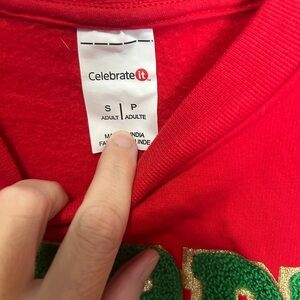 Celebrate it
S | P
ADULT | ADULTE
INDIA
INDE